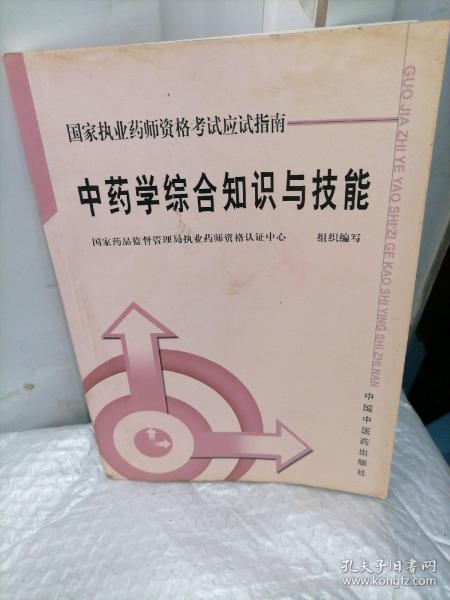 国家执业药师资格考试应试指南
中药学综合知识与技能
国家药品监督管理局执业药师资格认证中心 组织编写
GUO JIA ZHI YE YAO SHI ZI GE KAO SHI YING SHI ZHI NAN
中国中医药出版社
孔夫子旧书网
www.kongfz.com